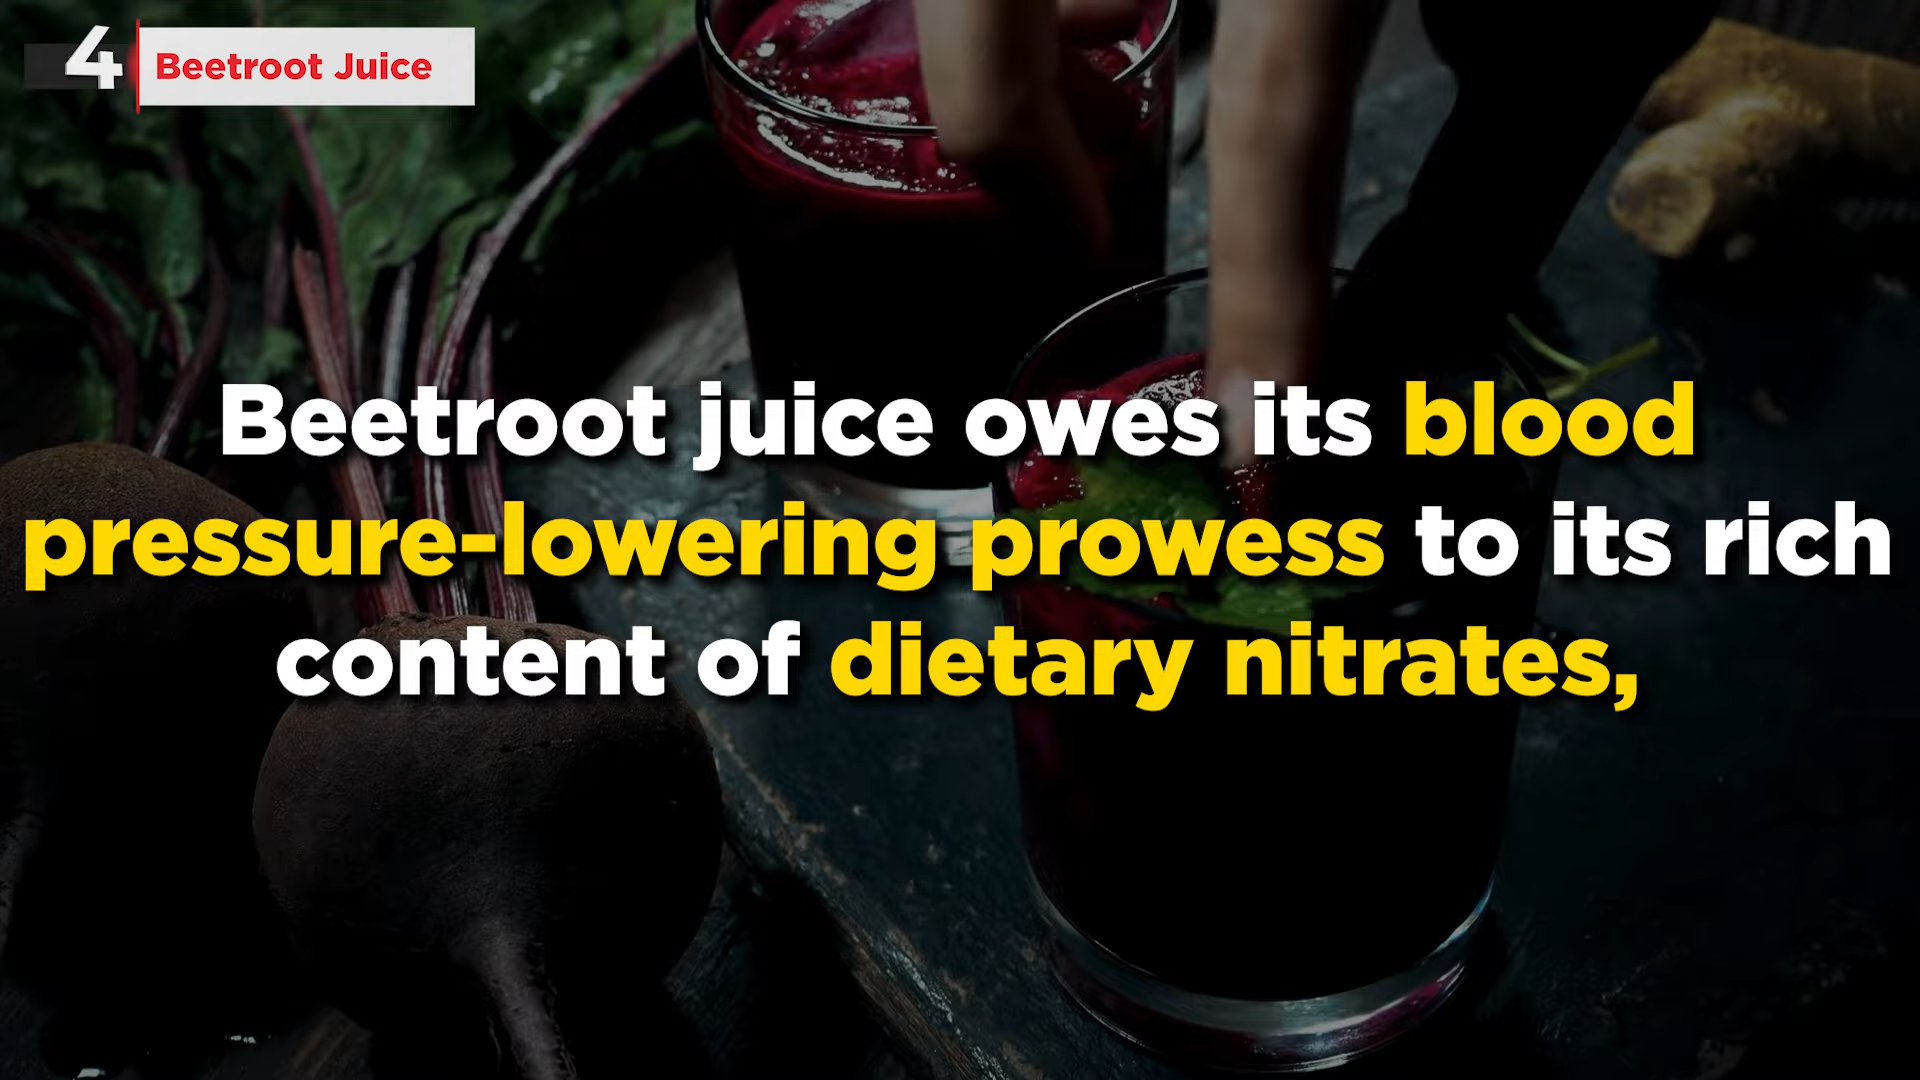 4
Beetroot Juice
Beetroot juice owes its blood
pressure-lowering prowess to its rich
content of dietary nitrates,